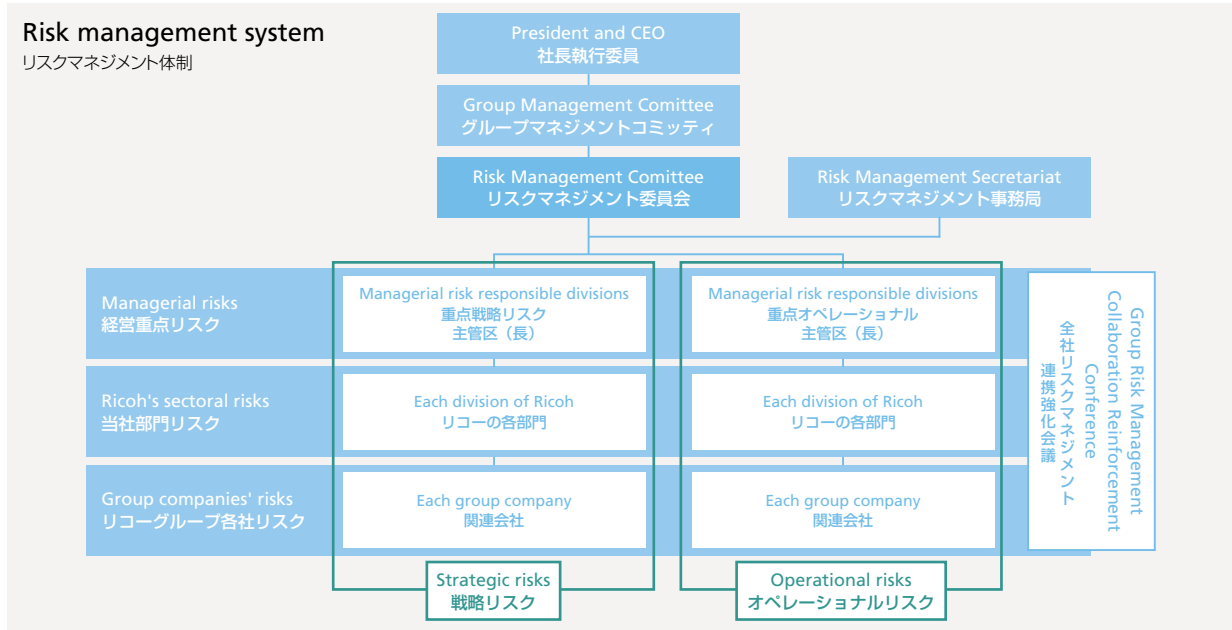 Risk management system
リスクマネジメント体制
President and CEO
社長執行委員
Group Management Comittee
グループマネジメントコミッティ
Risk Management Comittee
リスクマネジメント委員会
Risk Management Secretariat
リスクマネジメント事務局
Managerial risks
経営重点リスク
Managerial risk responsible divisions
重点戦略リスク
主管区（長）
Managerial risk responsible divisions
重点オペレーショナル
主管区（長）
Ricoh's sectoral risks
当社部門リスク
Each division of Ricoh
リコーの各部門
Each division of Ricoh
リコーの各部門
Group companies' risks
リコーグループ各社リスク
Each group company
関連会社
Each group company
関連会社
Group Risk Management
Collaboration Reinforcement
Conference
全社リスクマネジメント
連携強化会議
Strategic risks
戦略リスク
Operational risks
オペレーショナルリスク